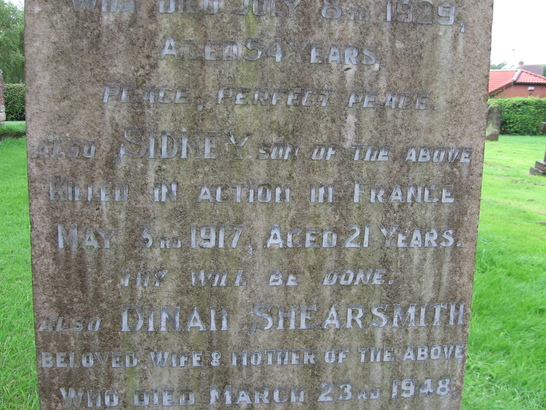 WHO DIED JULY 8TH 1929,
AGED 54 YEARS.
PEACE, PERFECT PEACE.
ALSO SIDNEY, SON OF THE ABOVE
KILLED IN ACTION IN FRANCE
MAY 3RD 1917, AGED 21 YEARS.
THY WILL BE DONE.
ALSO DINAH SHEARSMITH
BELOVED WIFE & MOTHER OF THE ABOVE
WHO DIED MARCH 23RD 1948.